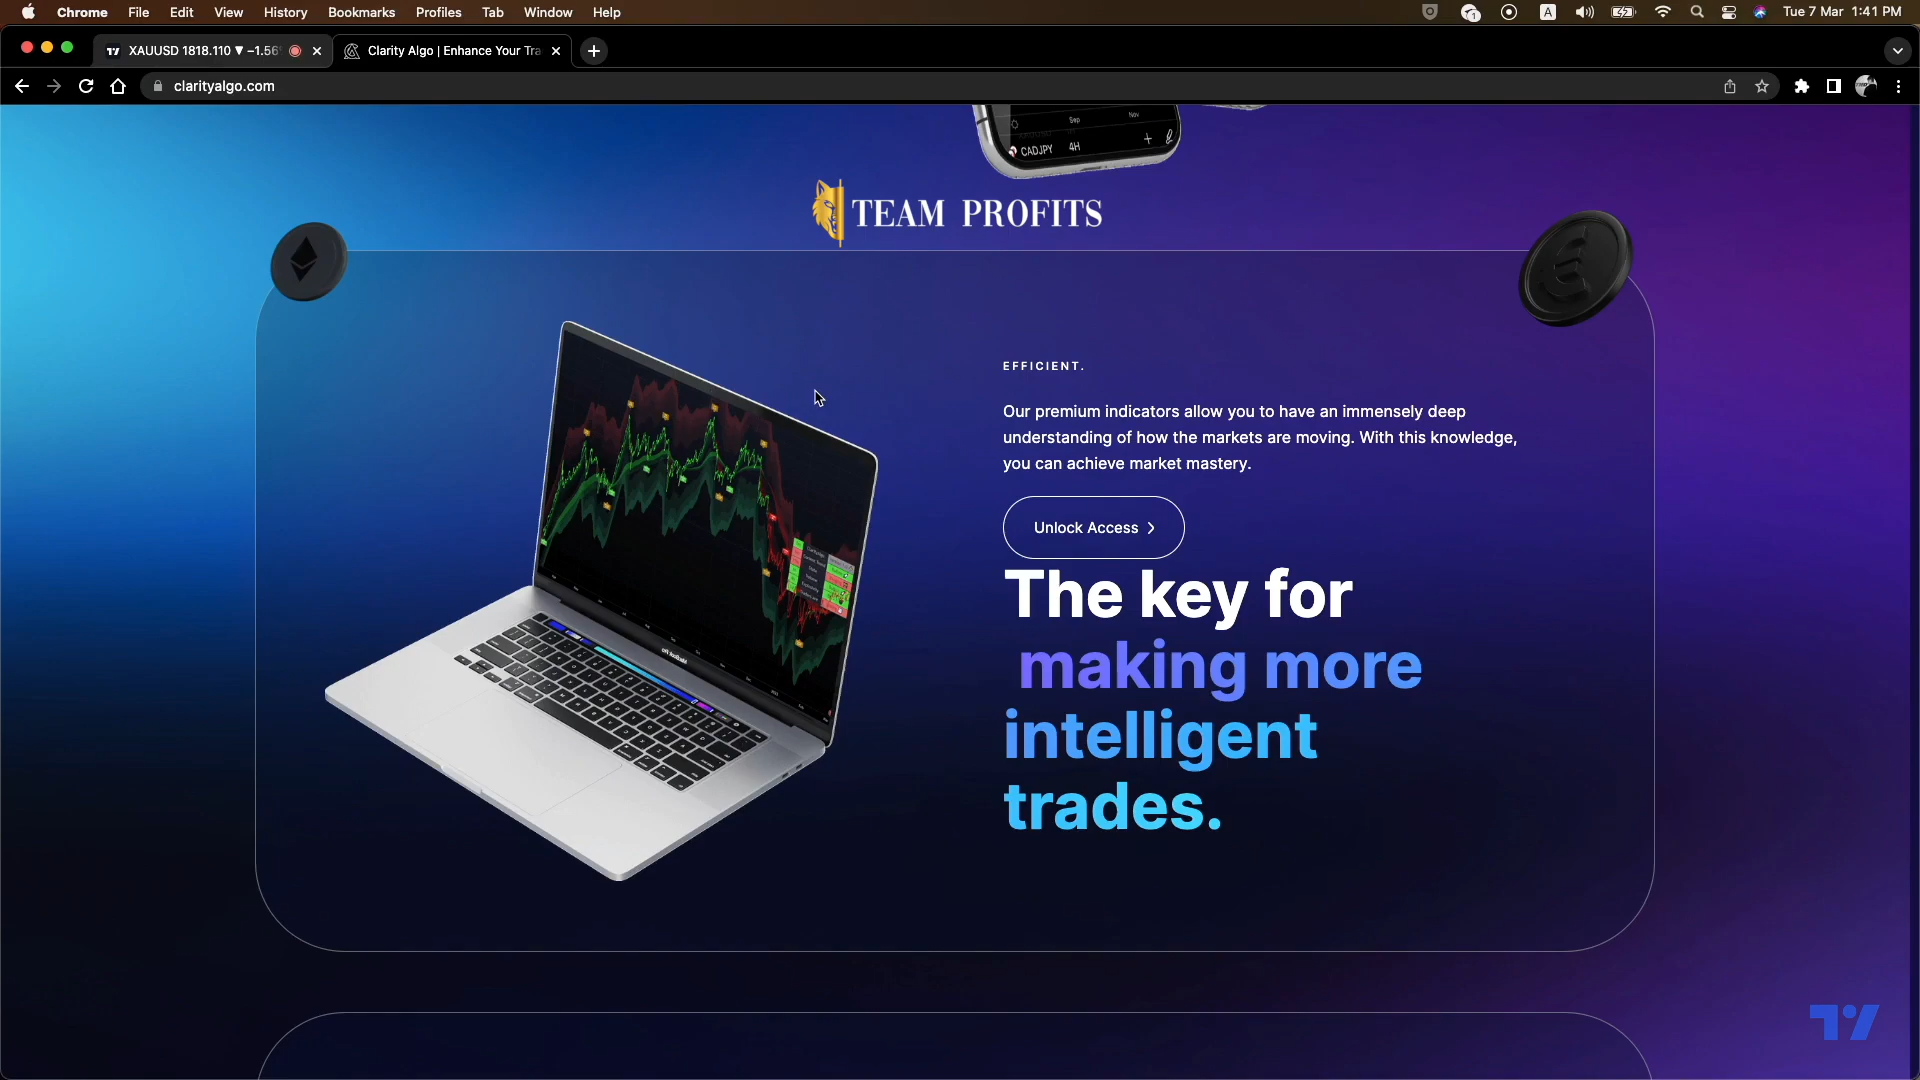 Chrome File Edit View History Bookmarks Profiles Tab Window Help
1 A Tue 7 Mar 1:41 PM
XAUUSD 1818.110 ▼ −1.56
Clarity Algo | Enhance Your Tra
clarityalgo.com
Sep Nov
CADJPY 4H
TEAM PROFITS
EFFICIENT.
Our premium indicators allow you to have an immensely deep
understanding of how the markets are moving. With this knowledge,
you can achieve market mastery.
Unlock Access
The key for
making more
intelligent
trades.